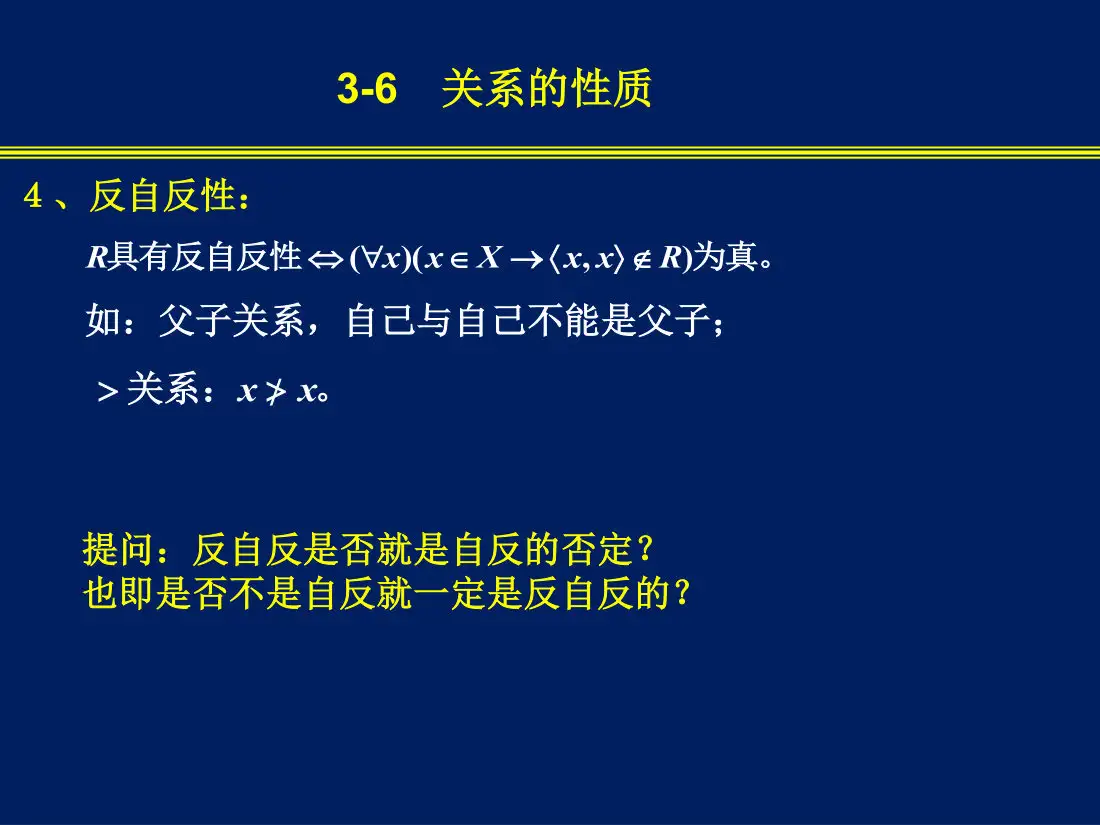 3-6 关系的性质
4、反自反性：
R具有反自反性⇔(∀x)(x∈X→⟨x,x⟩∉R)为真。
如：父子关系，自己与自己不能是父子；
>关系：x≯x。
提问：反自反是否就是自反的否定？
也即是否不是自反就一定是反自反的？